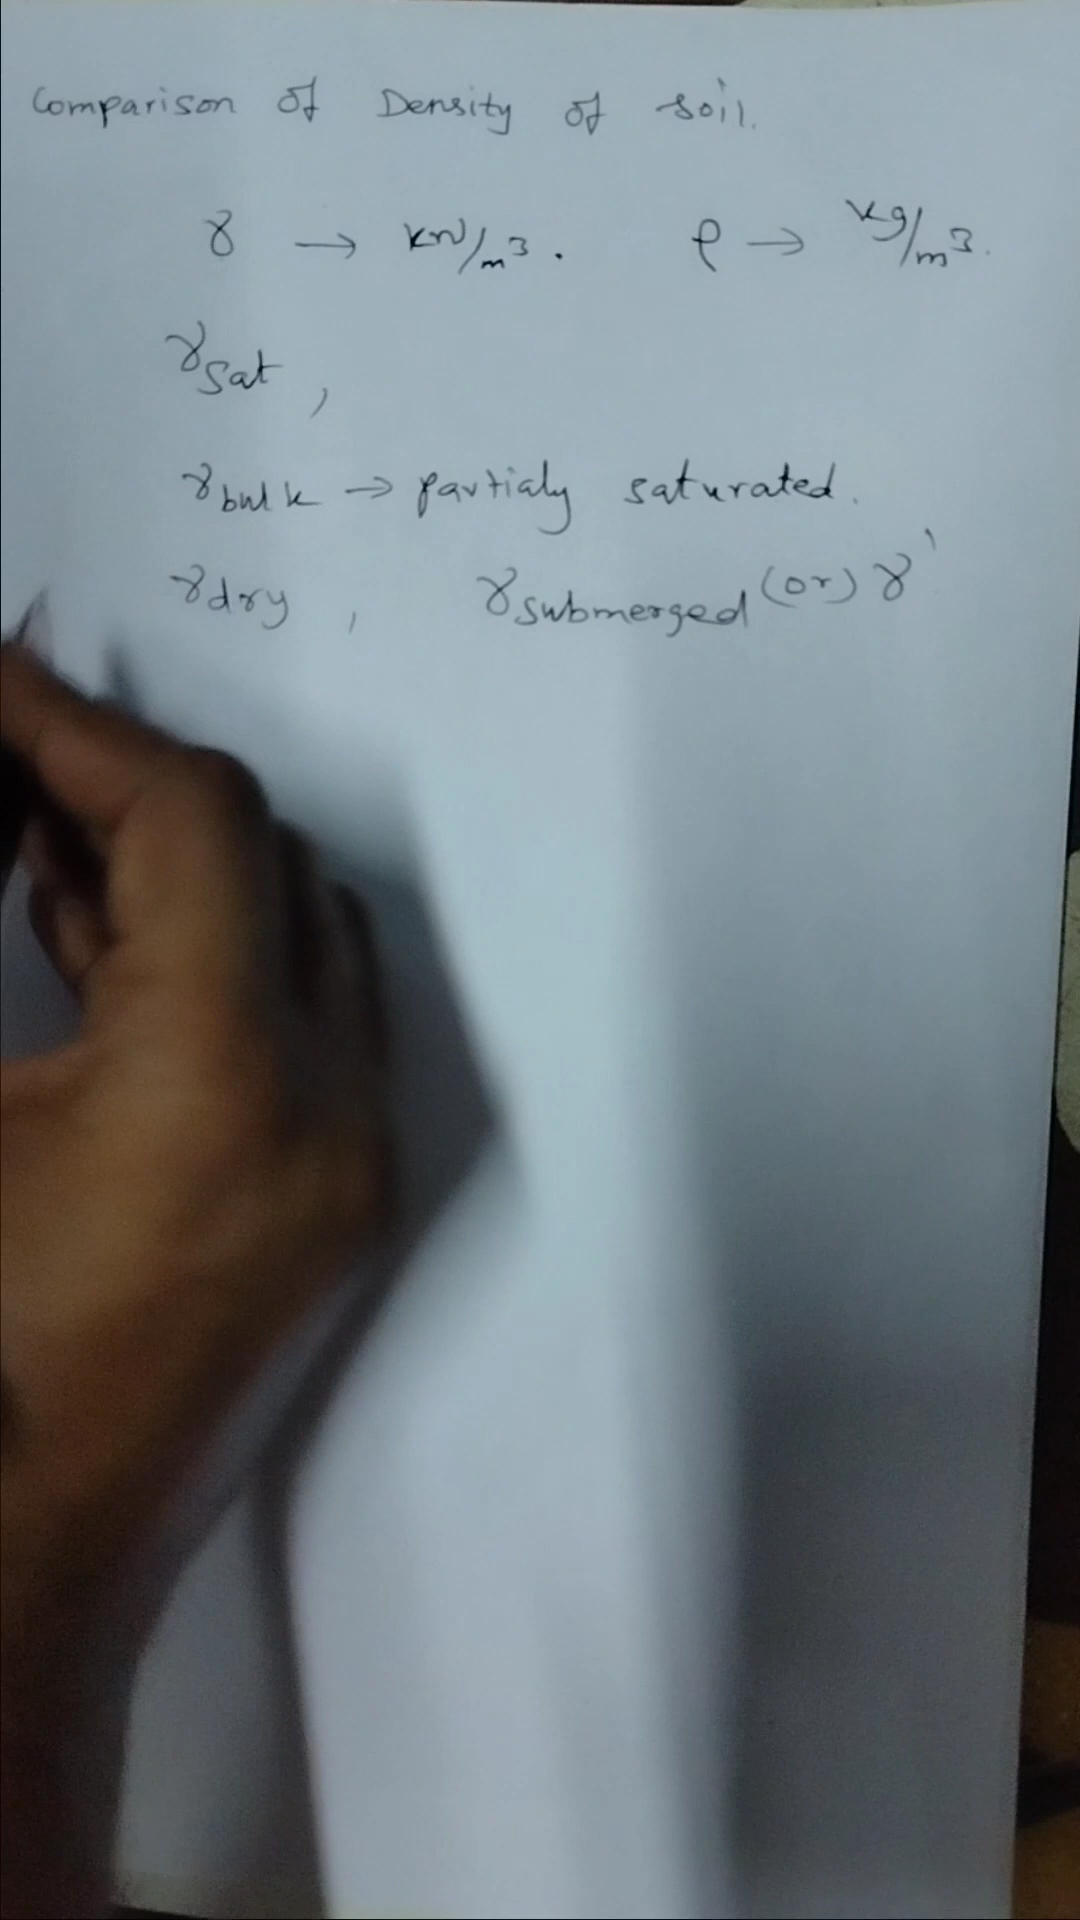 Comparison of Density of soil.
γ → kN/m³. ρ → kg/m³.
γsat,
γbulk → partialy saturated.
γdry, γsubmerged (or) γ'